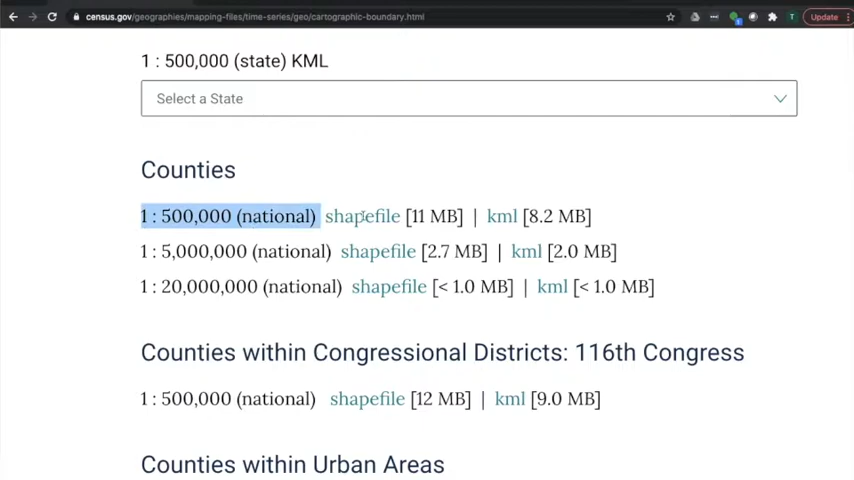 census.gov/geographies/mapping-files/time-series/geo/cartographic-boundary.html
T
Update
1 : 500,000 (state) KML
Select a State
Counties
1 : 500,000 (national) shapefile [11 MB] | kml [8.2 MB]
1 : 5,000,000 (national) shapefile [2.7 MB] | kml [2.0 MB]
1 : 20,000,000 (national) shapefile [< 1.0 MB] | kml [< 1.0 MB]
Counties within Congressional Districts: 116th Congress
1 : 500,000 (national) shapefile [12 MB] | kml [9.0 MB]
Counties within Urban Areas